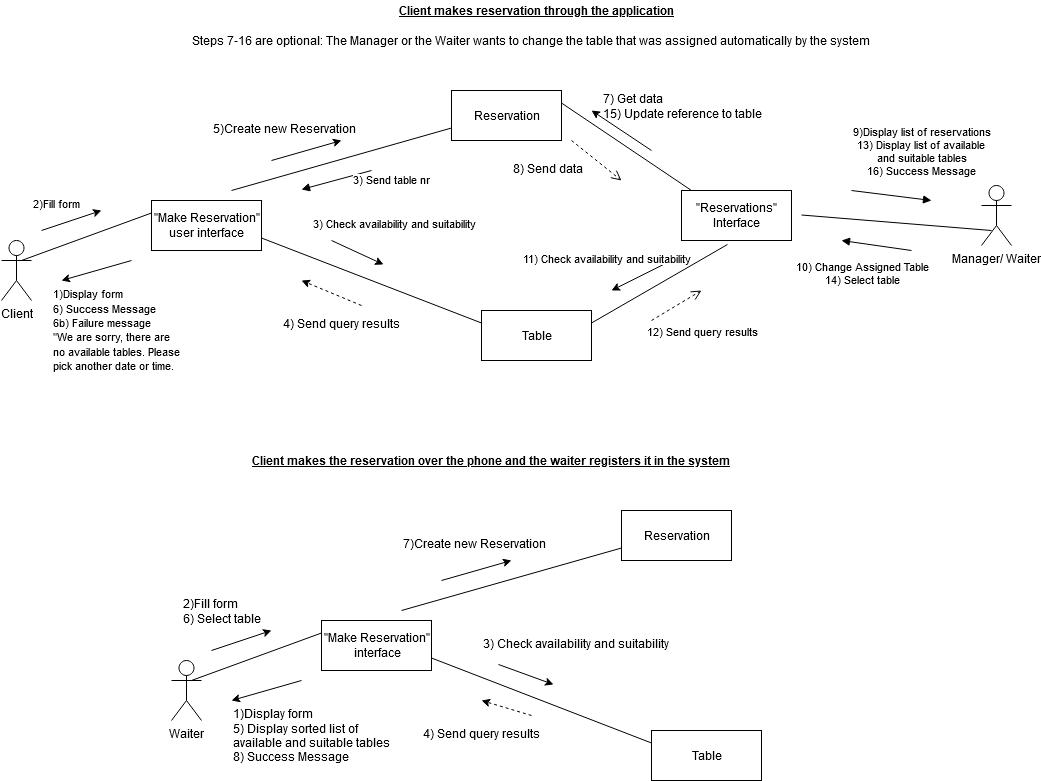 Client makes reservation through the application
Steps 7-16 are optional: The Manager or the Waiter wants to change the table that was assigned automatically by the system
Reservation
7) Get data
15) Update reference to table
5)Create new Reservation
8) Send data
3) Send table nr
9)Display list of reservations
13) Display list of available
and suitable tables
16) Success Message
2)Fill form
"Make Reservation"
user interface
3) Check availability and suitability
"Reservations"
Interface
11) Check availability and suitability
10) Change Assigned Table
14) Select table
Manager/ Waiter
Client
1)Display form
6) Success Message
6b) Failure message
"We are sorry, there are
no available tables. Please
pick another date or time.
4) Send query results
Table
12) Send query results
Client makes the reservation over the phone and the waiter registers it in the system
Reservation
7)Create new Reservation
2)Fill form
6) Select table
"Make Reservation"
interface
3) Check availability and suitability
Waiter
1)Display form
5) Display sorted list of
available and suitable tables
8) Success Message
4) Send query results
Table